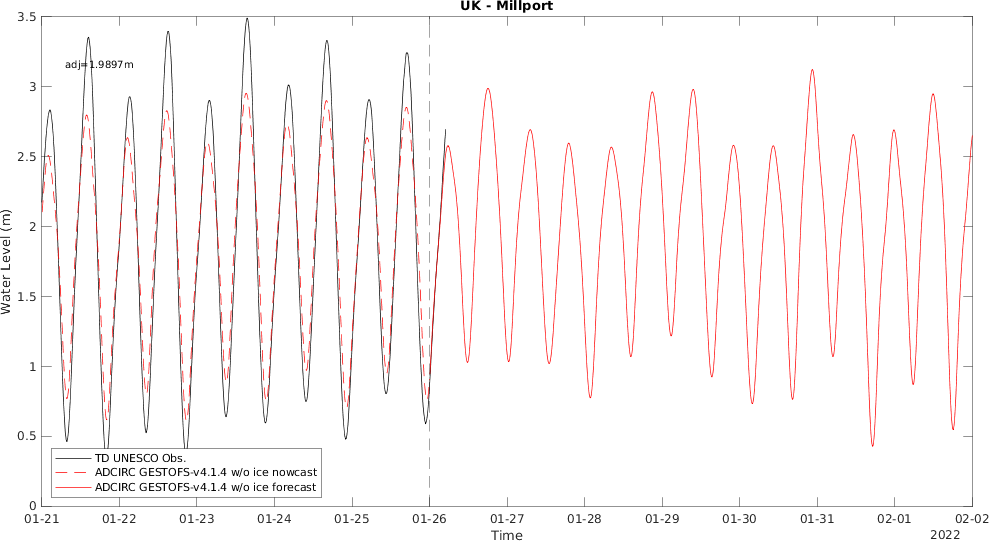 UK - Millport
3.5
3
2.5
2
1.5
1
0.5
0
Water Level (m)
adj=1.9897m
TD UNESCO Obs.
ADCIRC GESTOFS-v4.1.4 w/o ice nowcast
ADCIRC GESTOFS-v4.1.4 w/o ice forecast
01-21 01-22 01-23 01-24 01-25 01-26 01-27 01-28 01-29 01-30 01-31 02-01 02-02
Time
2022